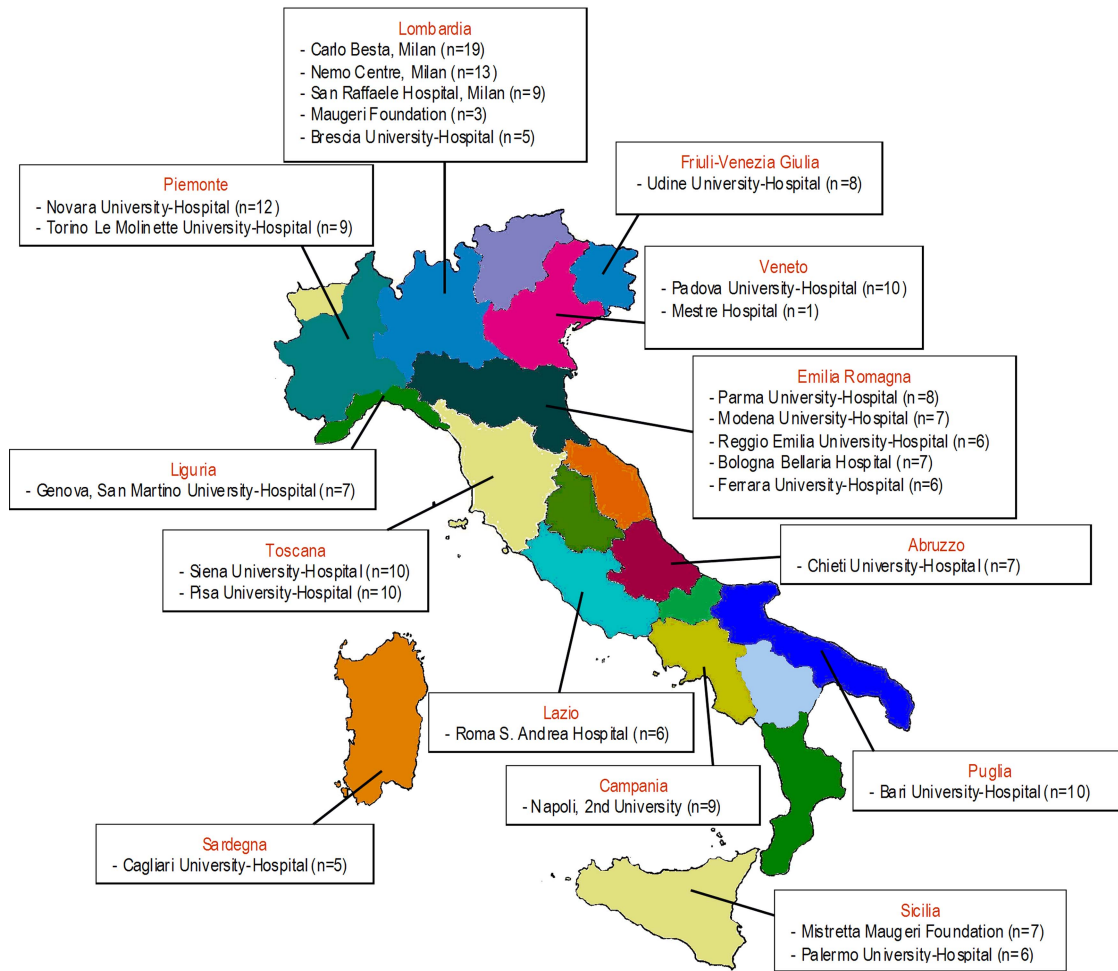 Lombardia
- Carlo Besta, Milan (n=19)
- Nemo Centre, Milan (n=13)
- San Raffaele Hospital, Milan (n=9)
- Maugeri Foundation (n=3)
- Brescia University-Hospital (n=5)
Friuli-Venezia Giulia
- Udine University-Hospital (n=8)
Piemonte
- Novara University-Hospital (n=12)
- Torino Le Molinette University-Hospital (n=9)
Veneto
- Padova University-Hospital (n=10)
- Mestre Hospital (n=1)
Emilia Romagna
- Parma University-Hospital (n=8)
- Modena University-Hospital (n=7)
- Reggio Emilia University-Hospital (n=6)
- Bologna Bellaria Hospital (n=7)
- Ferrara University-Hospital (n=6)
Liguria
- Genova, San Martino University-Hospital (n=7)
Toscana
- Siena University-Hospital (n=10)
- Pisa University-Hospital (n=10)
Abruzzo
- Chieti University-Hospital (n=7)
Lazio
- Roma S. Andrea Hospital (n=6)
Campania
- Napoli, 2nd University (n=9)
Puglia
- Bari University-Hospital (n=10)
Sardegna
- Cagliari University-Hospital (n=5)
Sicilia
- Mistretta Maugeri Foundation (n=7)
- Palermo University-Hospital (n=6)